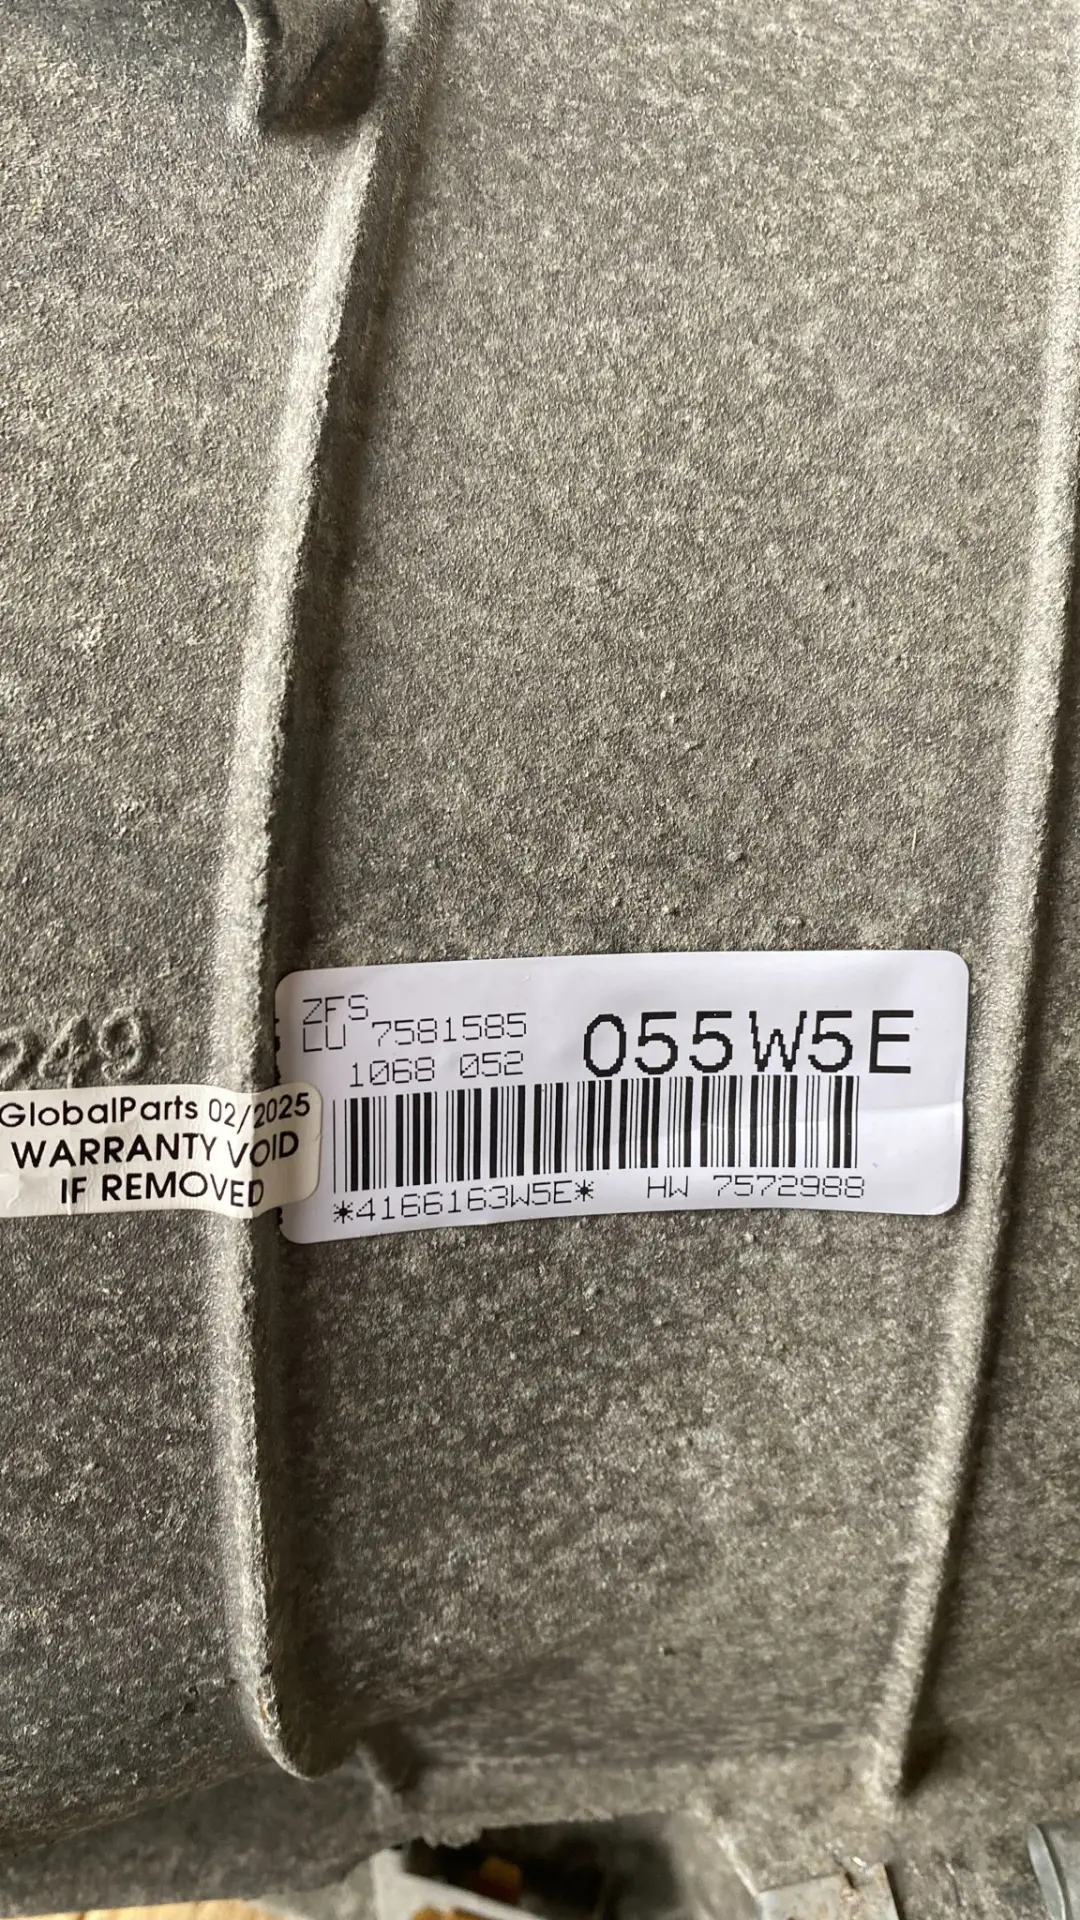 ZFS
LU 7581585
1068 052
055W5E
*4166163W5E* HW 7572988
GlobalParts 02/2025
WARRANTY VOID
IF REMOVED